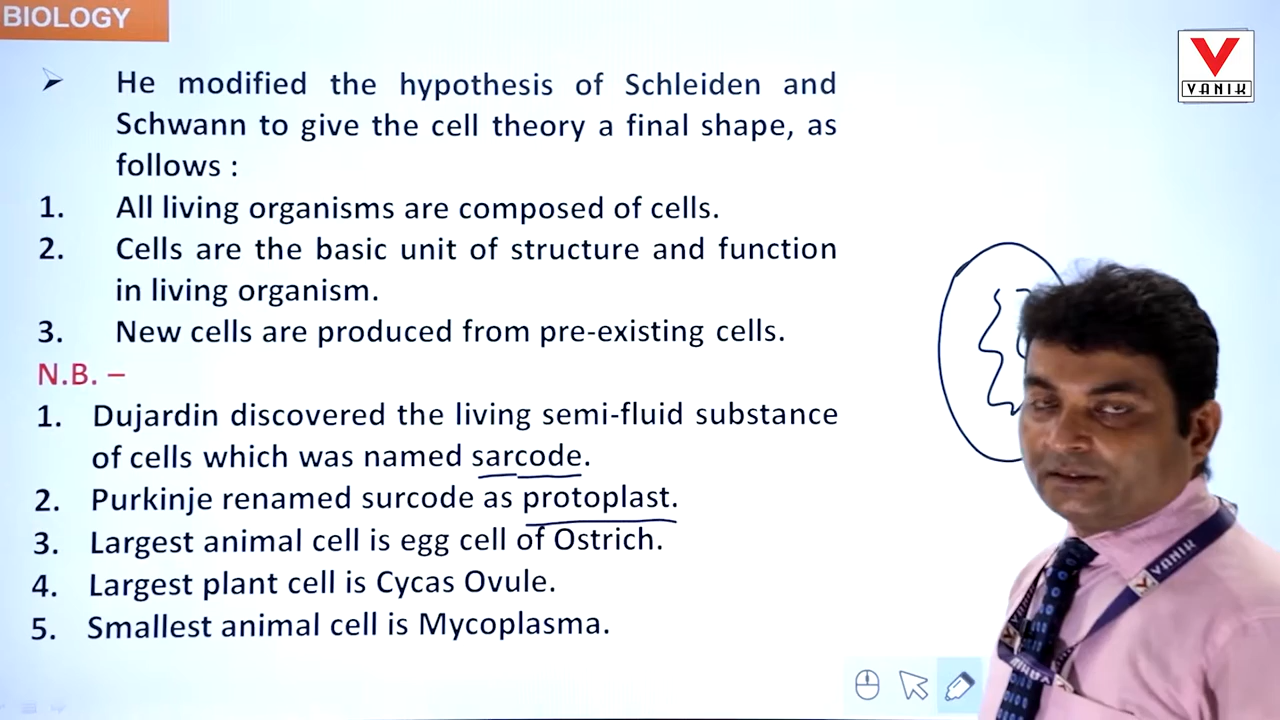 BIOLOGY
VANIK
➢ He modified the hypothesis of Schleiden and
Schwann to give the cell theory a final shape, as
follows :
1. All living organisms are composed of cells.
2. Cells are the basic unit of structure and function
in living organism.
3. New cells are produced from pre-existing cells.
N.B. –
1. Dujardin discovered the living semi-fluid substance
of cells which was named sarcode.
2. Purkinje renamed surcode as protoplast.
3. Largest animal cell is egg cell of Ostrich.
4. Largest plant cell is Cycas Ovule.
5. Smallest animal cell is Mycoplasma.
VANIK